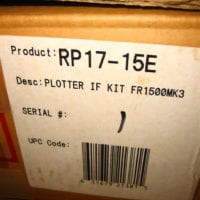 Product: RP17-15E
Desc: PLOTTER IF KIT FR1500MK3
SERIAL #:
UPC Code: